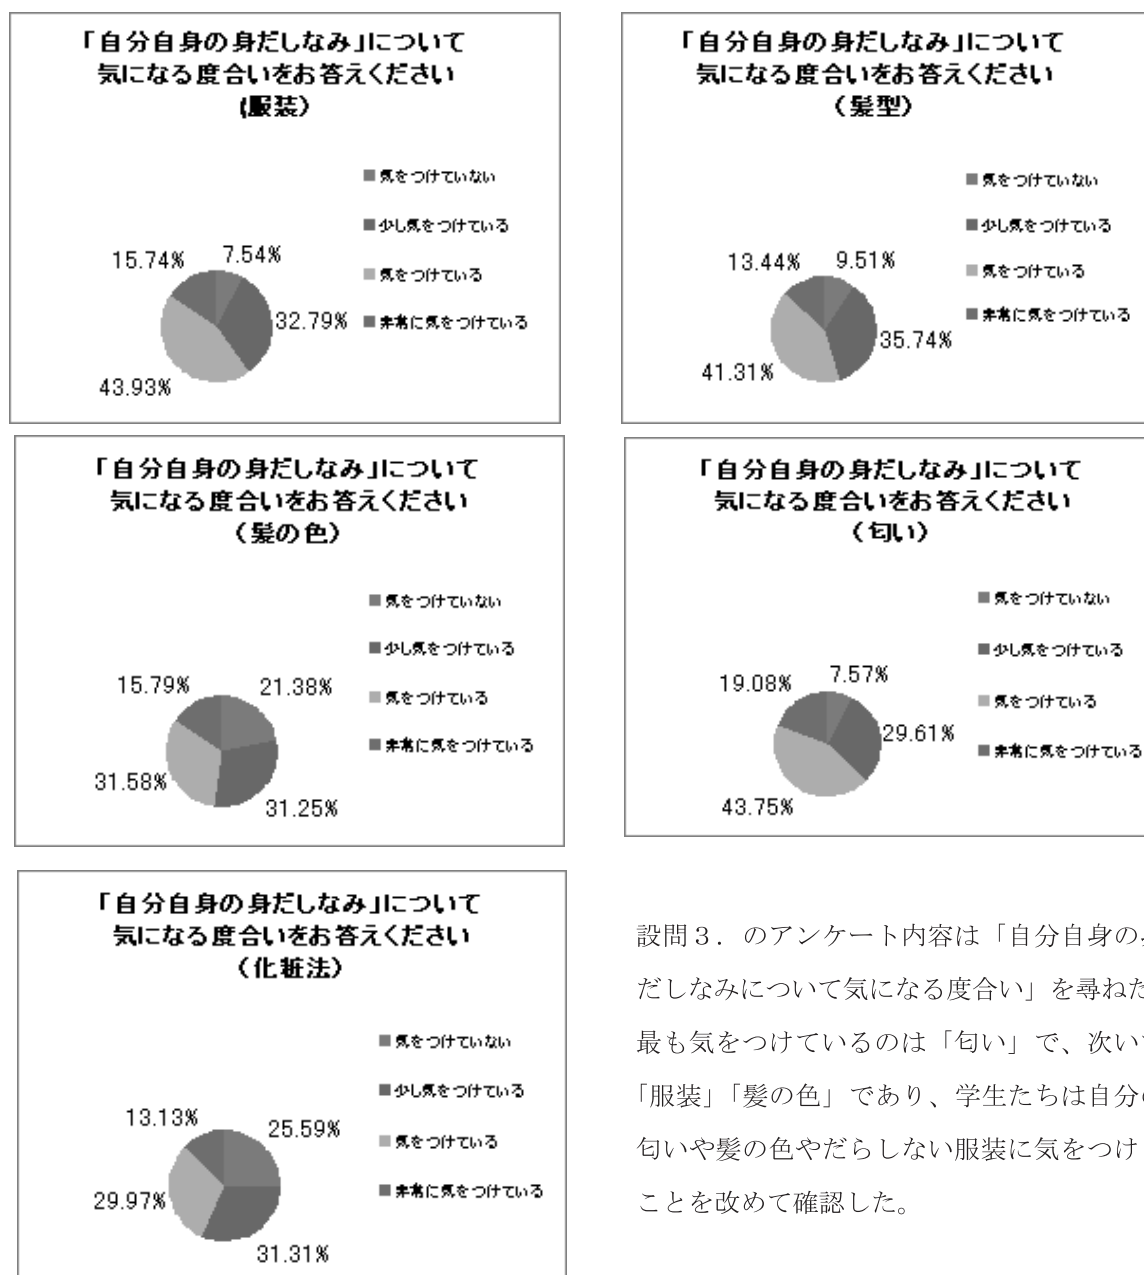 「自分自身の身だしなみ」について
気になる度合いをお答えください
(服装)
気をつけていない
少し気をつけている
気をつけている
非常に気をつけている
15.74%
7.54%
32.79%
43.93%
「自分自身の身だしなみ」について
気になる度合いをお答えください
(髪型)
気をつけていない
少し気をつけている
気をつけている
非常に気をつけている
13.44%
9.51%
35.74%
41.31%
「自分自身の身だしなみ」について
気になる度合いをお答えください
(髪の色)
気をつけていない
少し気をつけている
気をつけている
非常に気をつけている
15.79%
21.38%
31.58%
31.25%
「自分自身の身だしなみ」について
気になる度合いをお答えください
(匂い)
気をつけていない
少し気をつけている
気をつけている
非常に気をつけている
19.08%
7.57%
29.61%
43.75%
「自分自身の身だしなみ」について
気になる度合いをお答えください
(化粧法)
気をつけていない
少し気をつけている
気をつけている
非常に気をつけている
13.13%
25.59%
29.97%
31.31%
設問3.のアンケート内容は「自分自身の
だしなみについて気になる度合い」を尋ねた
最も気をつけているのは「匂い」で、次い
「服装」「髪の色」であり、学生たちは自分
匂いや髪の色やだらしない服装に気をつけ
ことを改めて確認した。